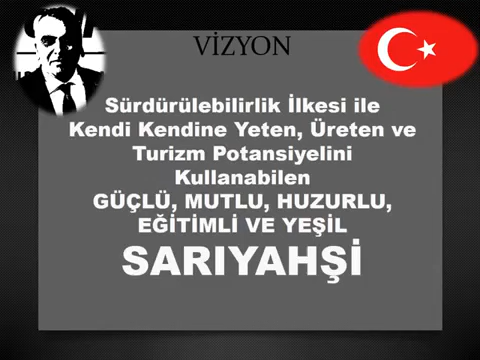 VİZYON
Sürdürülebilirlik İlkesi ile
Kendi Kendine Yeten, Üreten ve
Turizm Potansiyelini
Kullanabilen
GÜÇLÜ, MUTLU, HUZURLU,
EĞİTİMLİ VE YEŞİL
SARIYAHŞİ